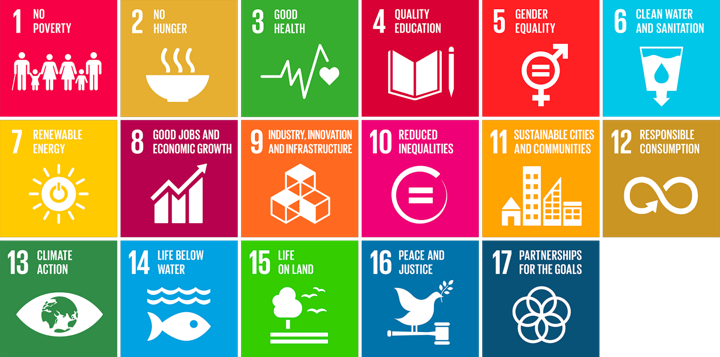 1 NO
POVERTY
2 NO
HUNGER
3 GOOD
HEALTH
4 QUALITY
EDUCATION
5 GENDER
EQUALITY
6 CLEAN WATER
AND SANITATION
7 RENEWABLE
ENERGY
8 GOOD JOBS AND
ECONOMIC GROWTH
9 INDUSTRY, INNOVATION
AND INFRASTRUCTURE
10 REDUCED
INEQUALITIES
11 SUSTAINABLE CITIES
AND COMMUNITIES
12 RESPONSIBLE
CONSUMPTION
13 CLIMATE
ACTION
14 LIFE BELOW
WATER
15 LIFE
ON LAND
16 PEACE AND
JUSTICE
17 PARTNERSHIPS
FOR THE GOALS